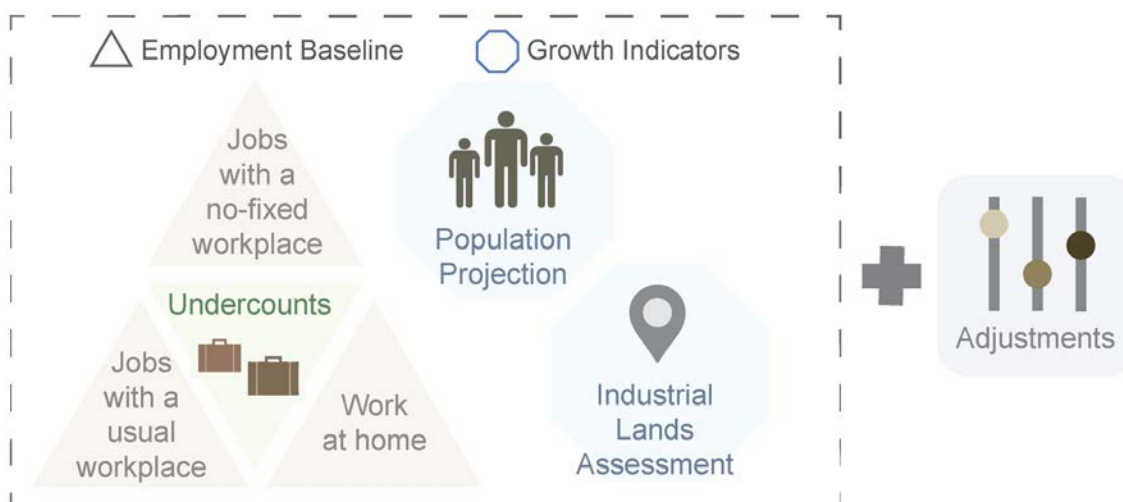 Employment Baseline
Growth Indicators
Jobs
with a
no-fixed
workplace
Undercounts
Jobs
with a
usual
workplace
Work
at home
Population
Projection
Industrial
Lands
Assessment
Adjustments